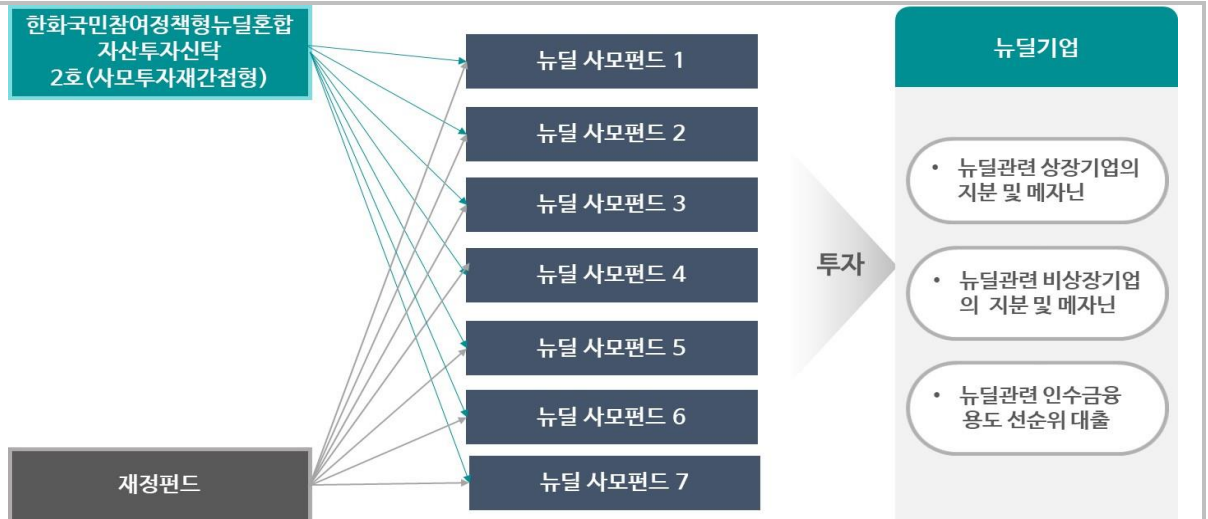 한화국민참여정책형뉴딜혼합
자산투자신탁
2호(사모투자재간접형)
재정펀드
뉴딜 사모펀드 1
뉴딜 사모펀드 2
뉴딜 사모펀드 3
뉴딜 사모펀드 4
뉴딜 사모펀드 5
뉴딜 사모펀드 6
뉴딜 사모펀드 7
투자
뉴딜기업
• 뉴딜관련 상장기업의
지분 및 메자닌
• 뉴딜관련 비상장기업
의 지분 및 메자닌
• 뉴딜관련 인수금융
용도 선순위 대출